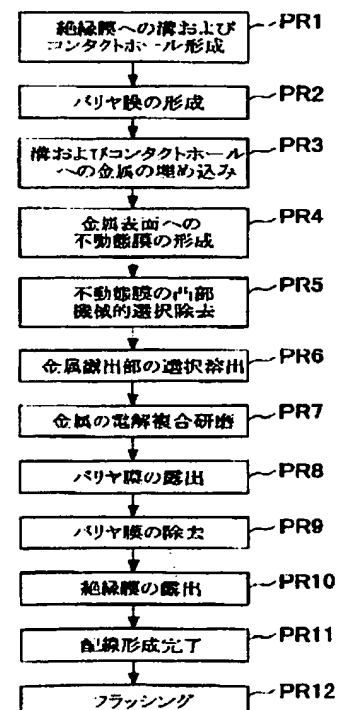 絶縁膜への溝および
コンタクトホール形成
PR1
バリヤ膜の形成
PR2
溝およびコンタクトホール
への金属の埋め込み
PR3
金属表面への
不動態膜の形成
PR4
不動態膜の凸部
機械的選択除去
PR5
金属露出部の選択溶出
PR6
金属の電解複合研磨
PR7
バリヤ膜の露出
PR8
バリヤ膜の除去
PR9
絶縁膜の露出
PR10
配線形成完了
PR11
フラッシング
PR12